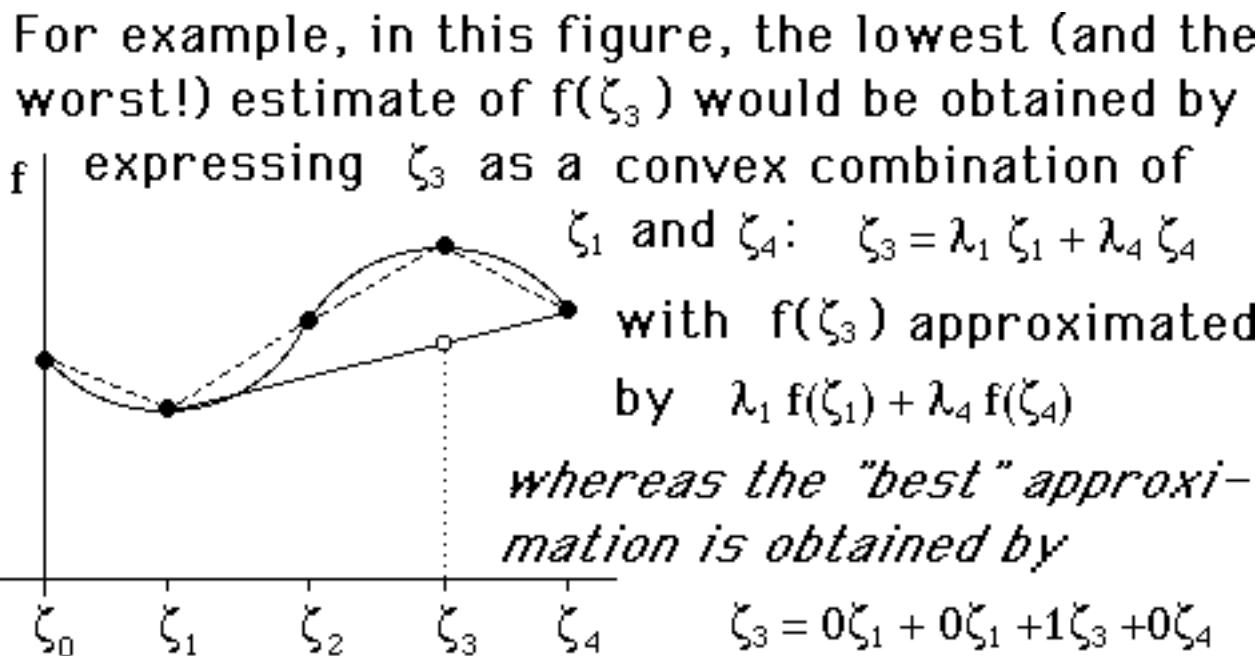 For example, in this figure, the lowest (and the
worst!) estimate of f(ζ₃) would be obtained by
expressing ζ₃ as a convex combination of
f
ζ₁ and ζ₄: ζ₃ = λ₁ ζ₁ + λ₄ ζ₄
with f(ζ₃) approximated
by λ₁ f(ζ₁) + λ₄ f(ζ₄)
whereas the "best" approxi-
mation is obtained by
ζ₀ ζ₁ ζ₂ ζ₃ ζ₄
ζ₃ = 0ζ₁ + 0ζ₁ +1ζ₃ +0ζ₄